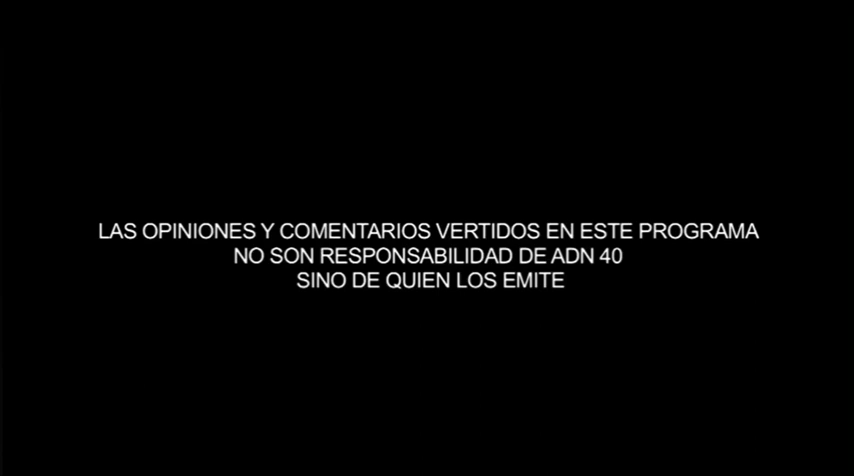 LAS OPINIONES Y COMENTARIOS VERTIDOS EN ESTE PROGRAMA
NO SON RESPONSABILIDAD DE ADN 40
SINO DE QUIEN LOS EMITE